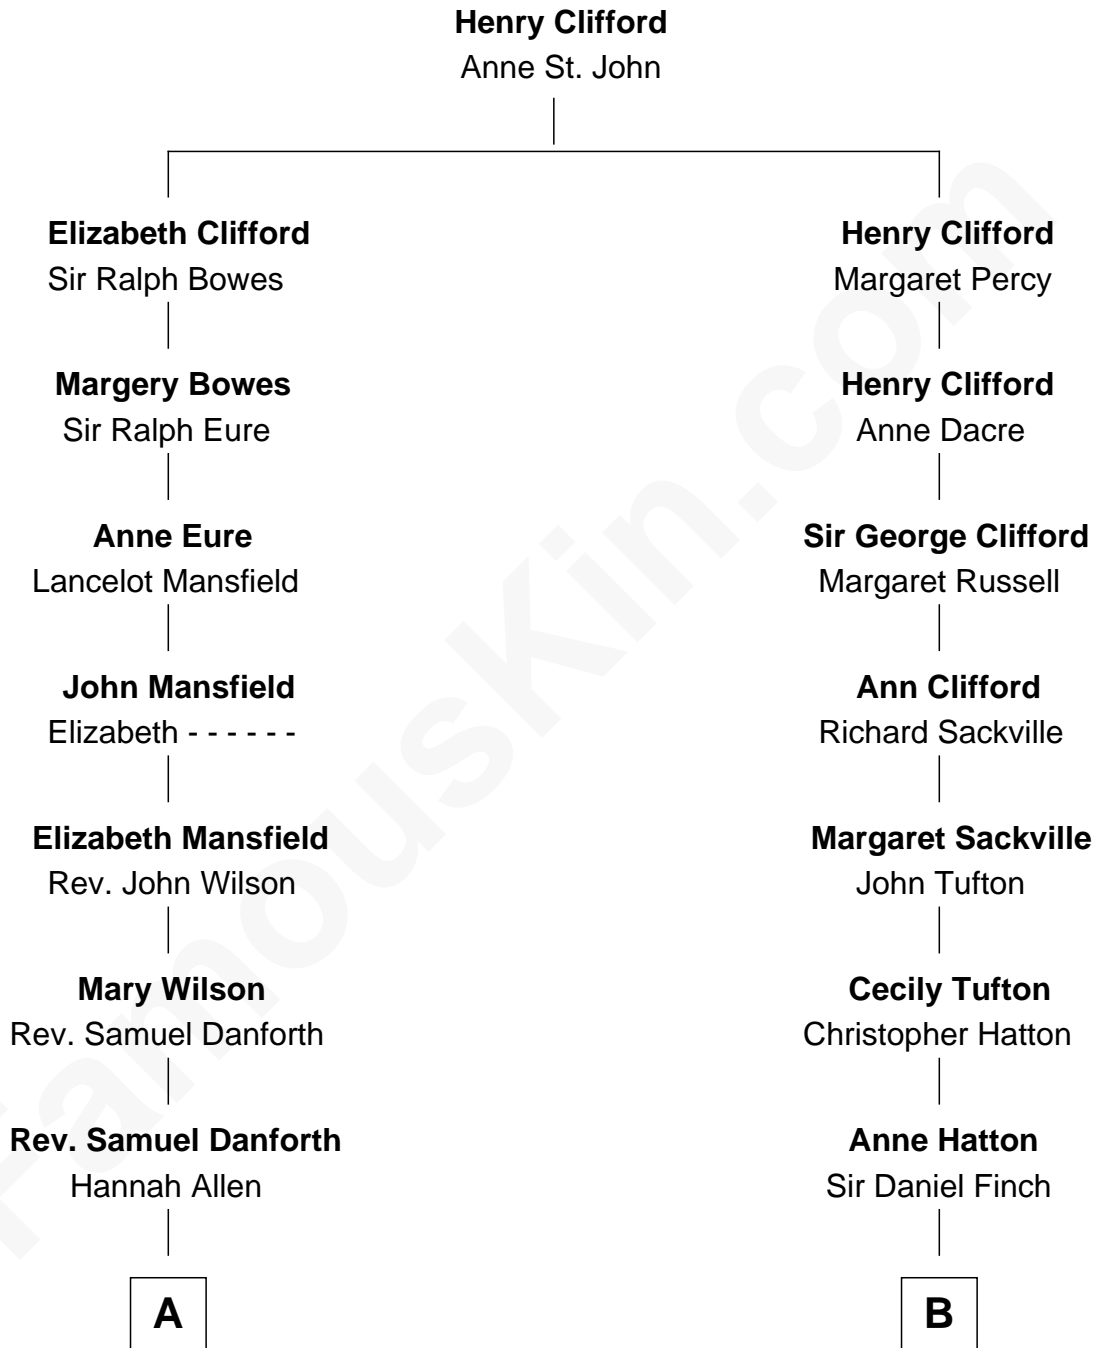 Henry Clifford
Anne St. John
Elizabeth Clifford
Sir Ralph Bowes
Henry Clifford
Margaret Percy
Margery Bowes
Sir Ralph Eure
Henry Clifford
Anne Dacre
Anne Eure
Lancelot Mansfield
Sir George Clifford
Margaret Russell
John Mansfield
Elizabeth - - - - - -
Ann Clifford
Richard Sackville
Elizabeth Mansfield
Rev. John Wilson
Margaret Sackville
John Tufton
Mary Wilson
Rev. Samuel Danforth
Cecily Tufton
Christopher Hatton
Rev. Samuel Danforth
Hannah Allen
Anne Hatton
Sir Daniel Finch
A
B
FamousKin.com